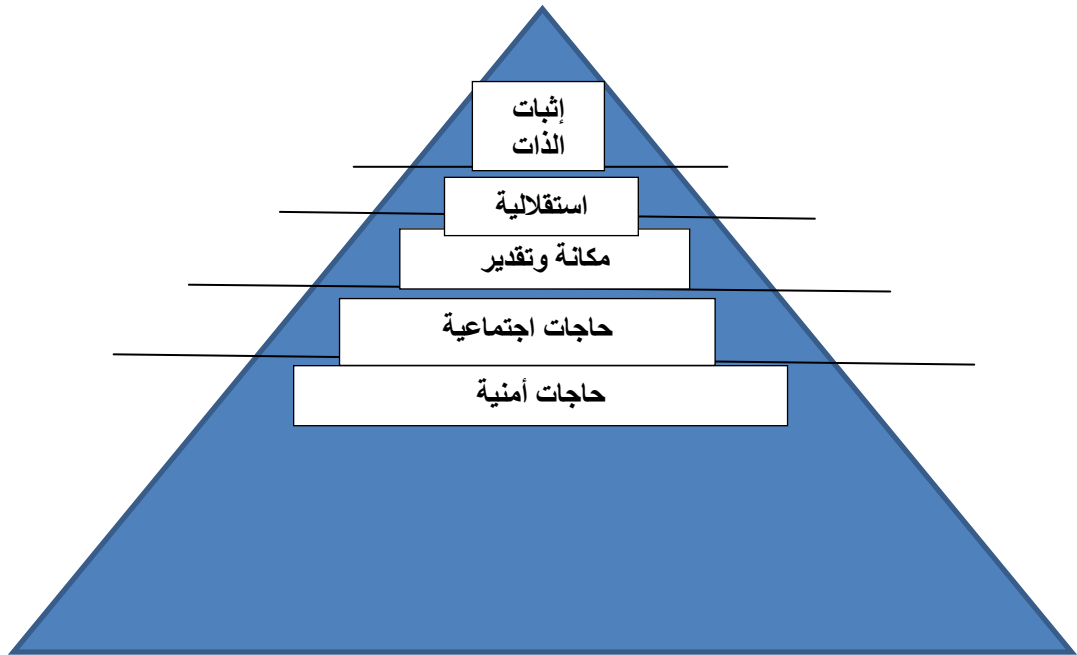 إثبات
الذات
استقلالية
مكانة وتقدير
حاجات اجتماعية
حاجات أمنية